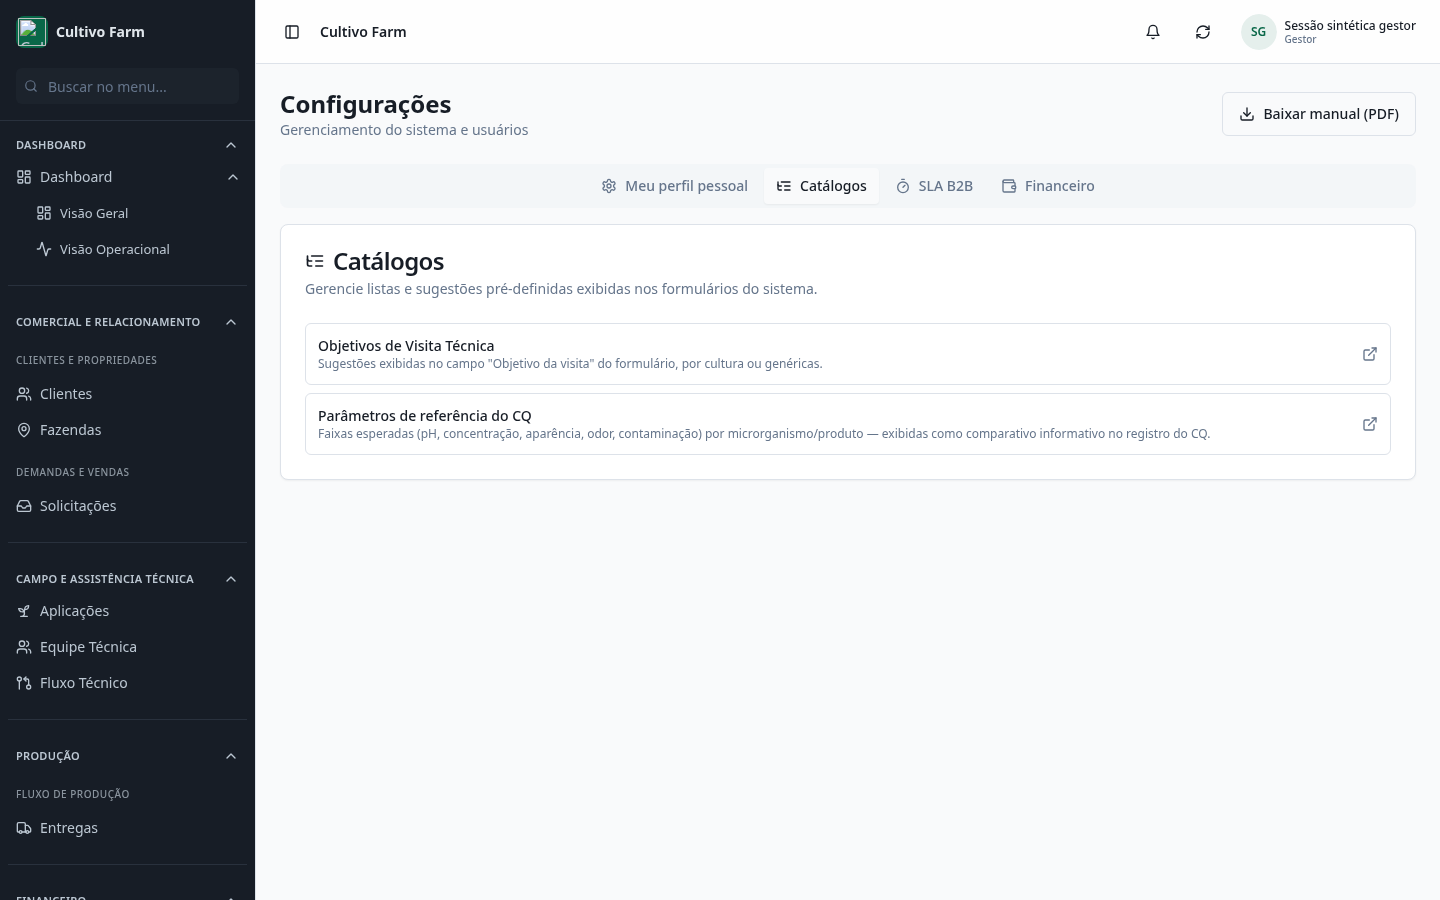 Cultivo Farm
Buscar no menu...
DASHBOARD
Dashboard
Visão Geral
Visão Operacional
COMERCIAL E RELACIONAMENTO
CLIENTES E PROPRIEDADES
Clientes
Fazendas
DEMANDAS E VENDAS
Solicitações
CAMPO E ASSISTÊNCIA TÉCNICA
Aplicações
Equipe Técnica
Fluxo Técnico
PRODUÇÃO
FLUXO DE PRODUÇÃO
Entregas
FINANCEIRO
Cultivo Farm
SG
Sessão sintética gestor
Gestor
Configurações
Gerenciamento do sistema e usuários
Baixar manual (PDF)
Meu perfil pessoal
Catálogos
SLA B2B
Financeiro
Catálogos
Gerencie listas e sugestões pré-definidas exibidas nos formulários do sistema.
Objetivos de Visita Técnica
Sugestões exibidas no campo "Objetivo da visita" do formulário, por cultura ou genéricas.
Parâmetros de referência do CQ
Faixas esperadas (pH, concentração, aparência, odor, contaminação) por microrganismo/produto — exibidas como comparativo informativo no registro do CQ.